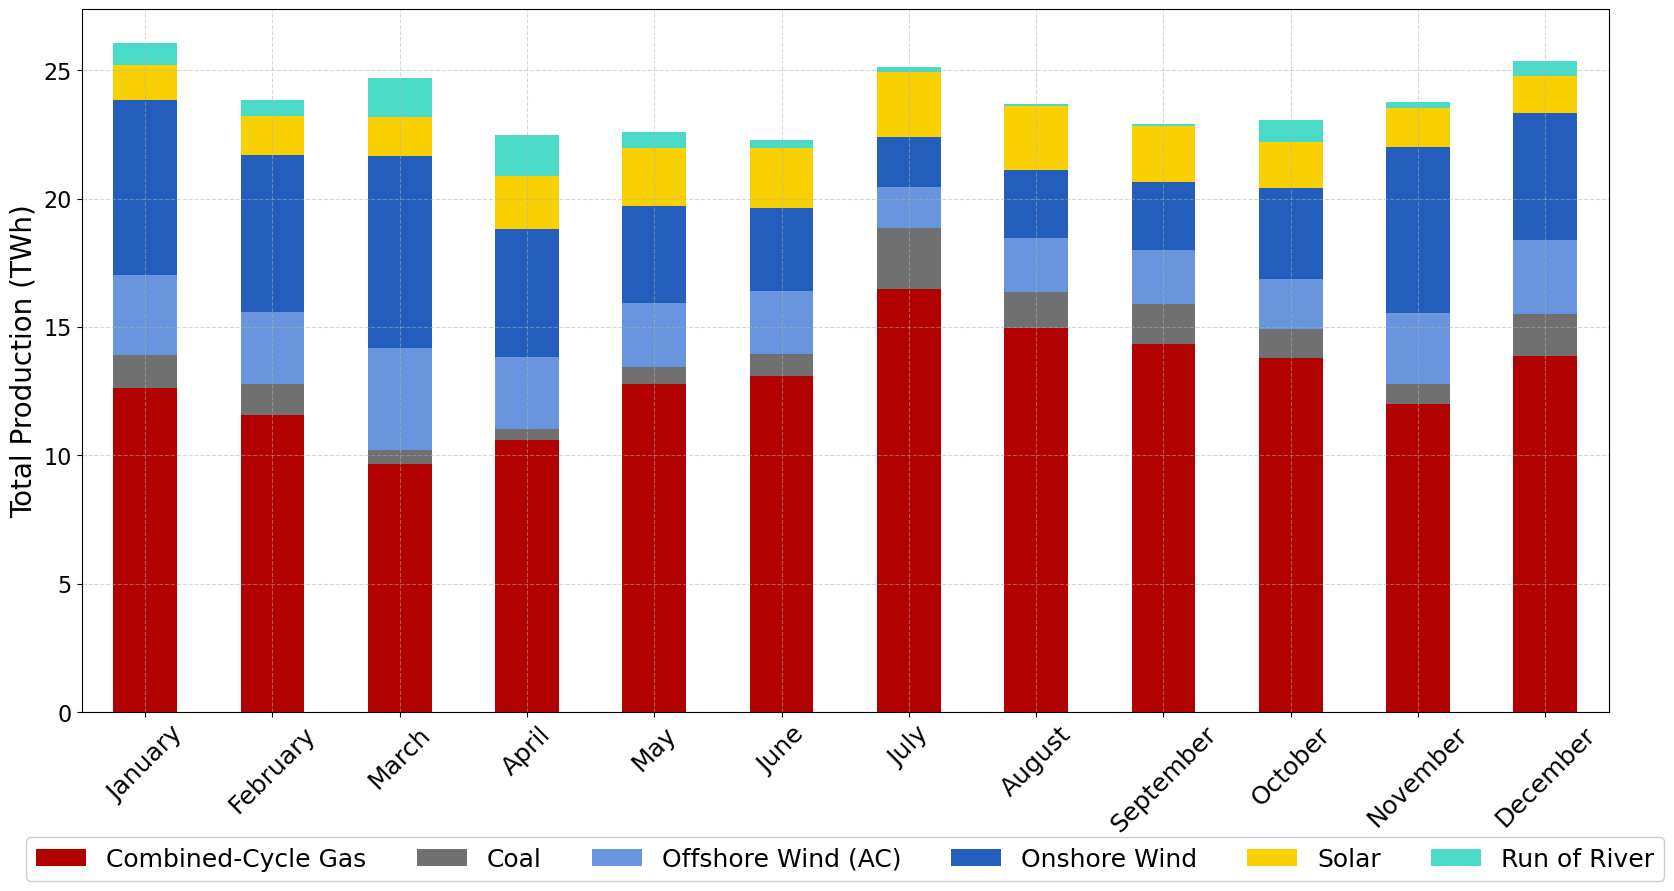 Total Production (TWh)
25
20
15
10
5
0
January
February
March
April
May
June
July
August
September
October
November
December
Combined-Cycle Gas
Coal
Offshore Wind (AC)
Onshore Wind
Solar
Run of River